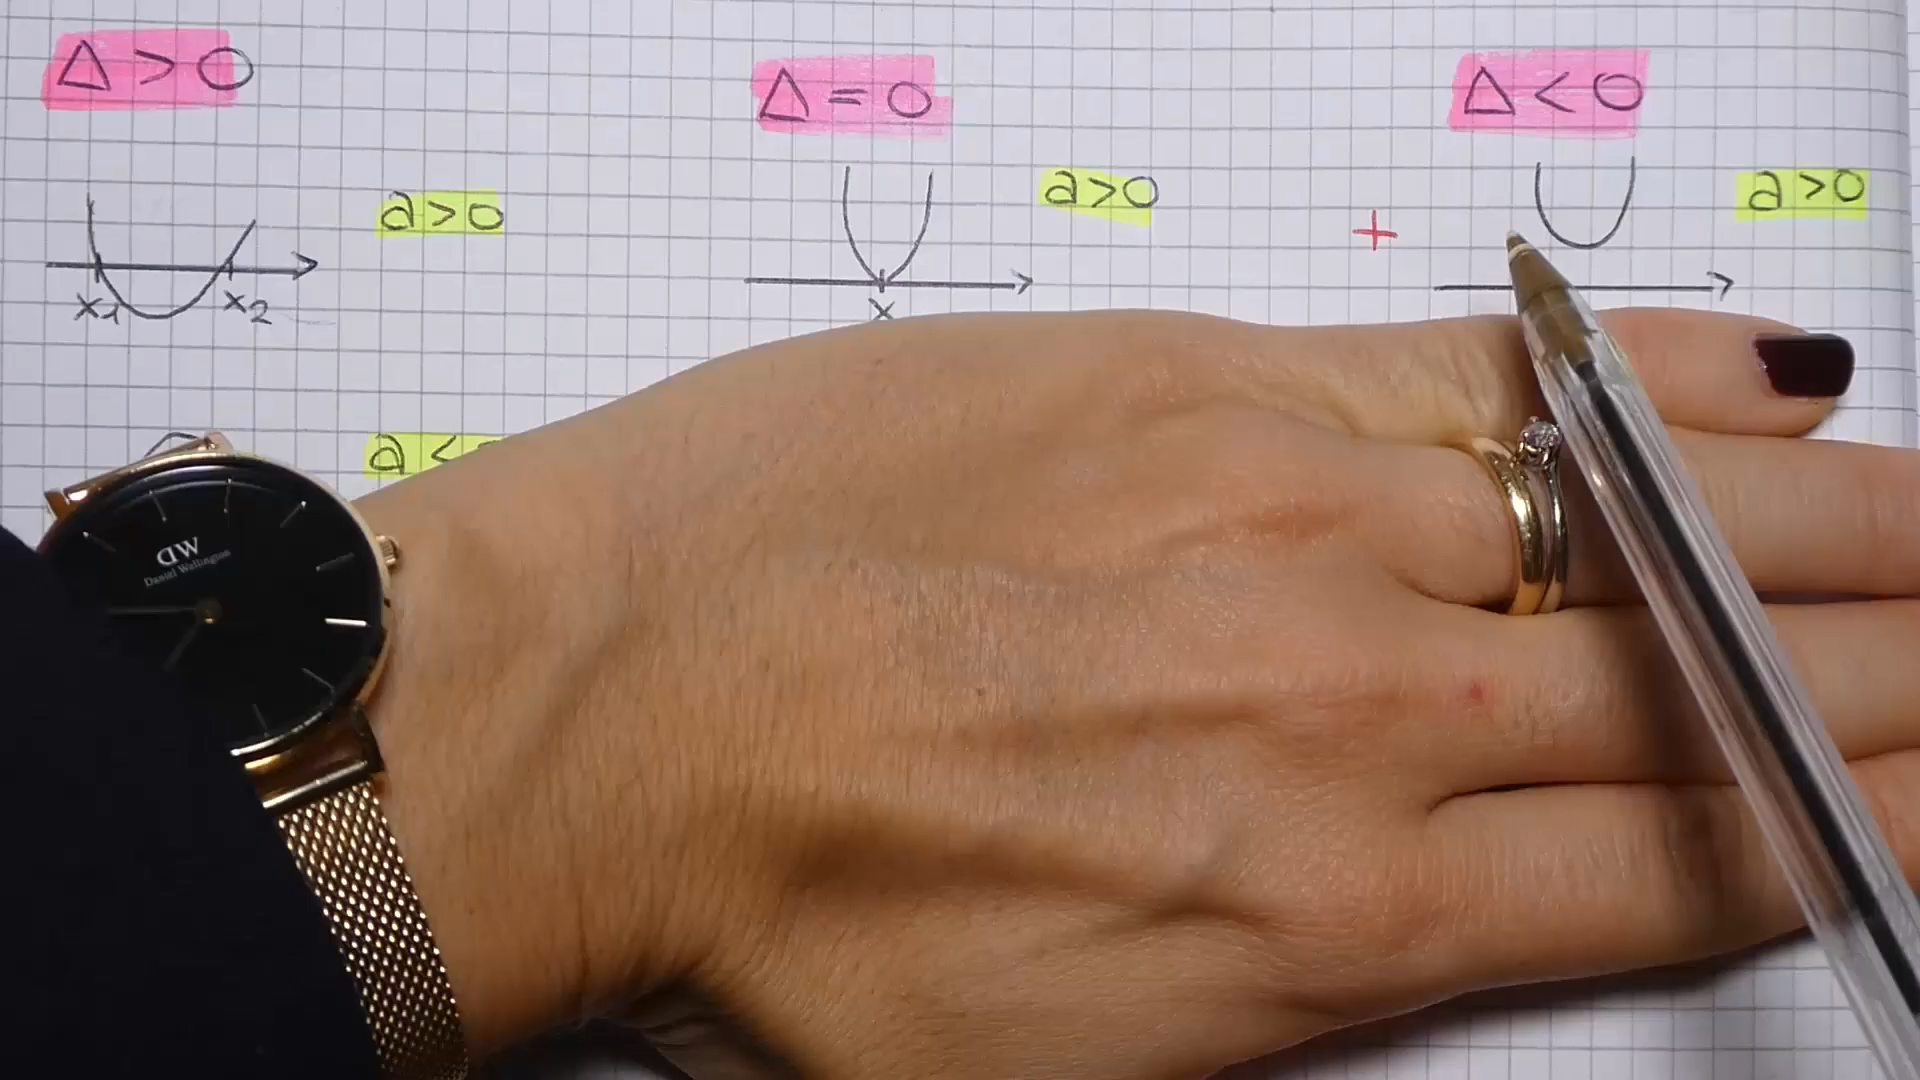 Δ > 0
Δ = 0
Δ < 0
a > 0
a > 0
a > 0
+
x1
x2
x
a <
DW
Daniel Wellington